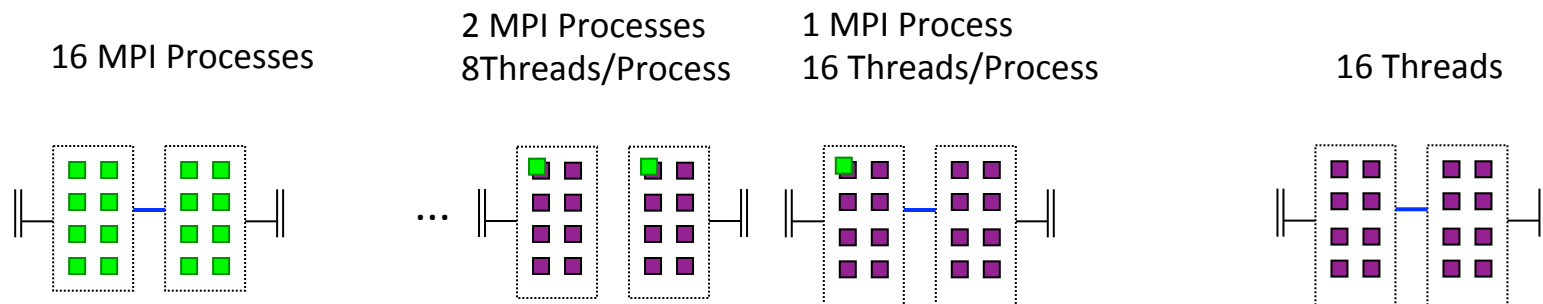 16 MPI Processes
2 MPI Processes
8Threads/Process
1 MPI Process
16 Threads/Process
16 Threads
...